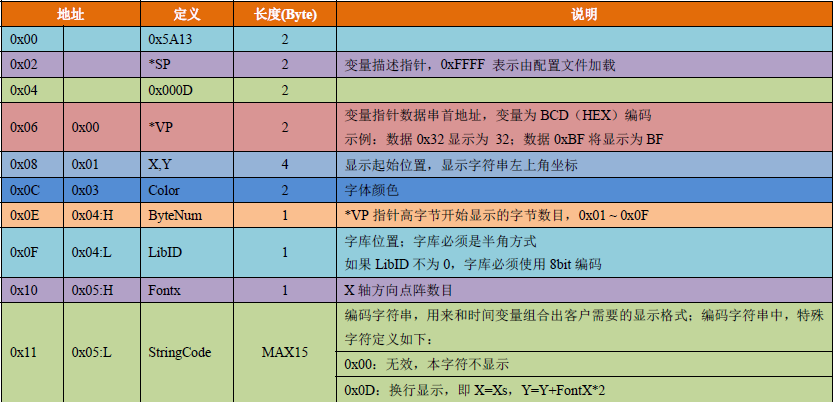 地址 定义 长度(Byte) 说明
0x00 0x5A13 2
0x02 *SP 2 变量描述指针，0xFFFF 表示由配置文件加载
0x04 0x000D 2
0x06 0x00 *VP 2 变量指针数据串首地址，变量为 BCD（HEX）编码
示例：数据 0x32 显示为 32；数据 0xBF 将显示为 BF
0x08 0x01 X,Y 4 显示起始位置，显示字符串左上角坐标
0x0C 0x03 Color 2 字体颜色
0x0E 0x04:H ByteNum 1 *VP 指针高字节开始显示的字节数目，0x01 ~ 0x0F
0x0F 0x04:L LibID 1 字库位置；字库必须是半角方式
如果 LibID 不为 0，字库必须使用 8bit 编码
0x10 0x05:H Fontx 1 X 轴方向点阵数目
0x11 0x05:L StringCode MAX15 编码字符串，用来和时间变量组合出客户需要的显示格式；编码字符串中，特殊
字符定义如下：
0x00：无效，本字符不显示
0x0D：换行显示，即 X=Xs，Y=Y+FontX*2